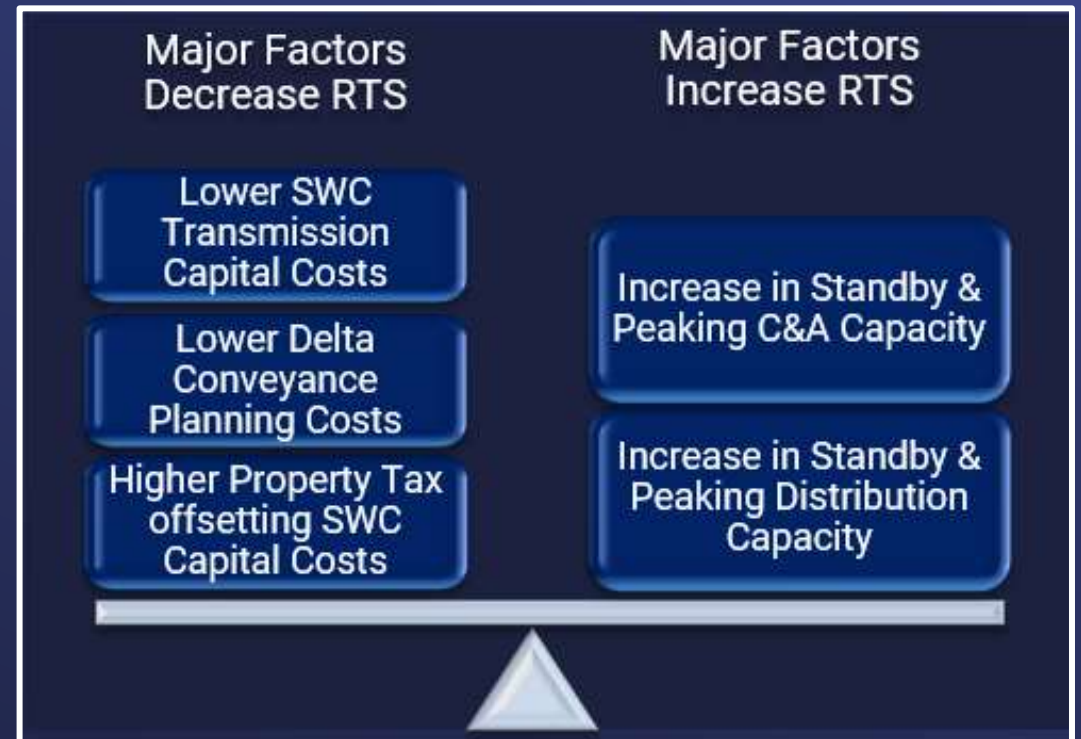 Major Factors
Decrease RTS
Lower SWC
Transmission
Capital Costs
Lower Delta
Conveyance
Planning Costs
Higher Property Tax
offsetting SWC
Capital Costs
Major Factors
Increase RTS
Increase in Standby &
Peaking C&A Capacity
Increase in Standby &
Peaking Distribution
Capacity